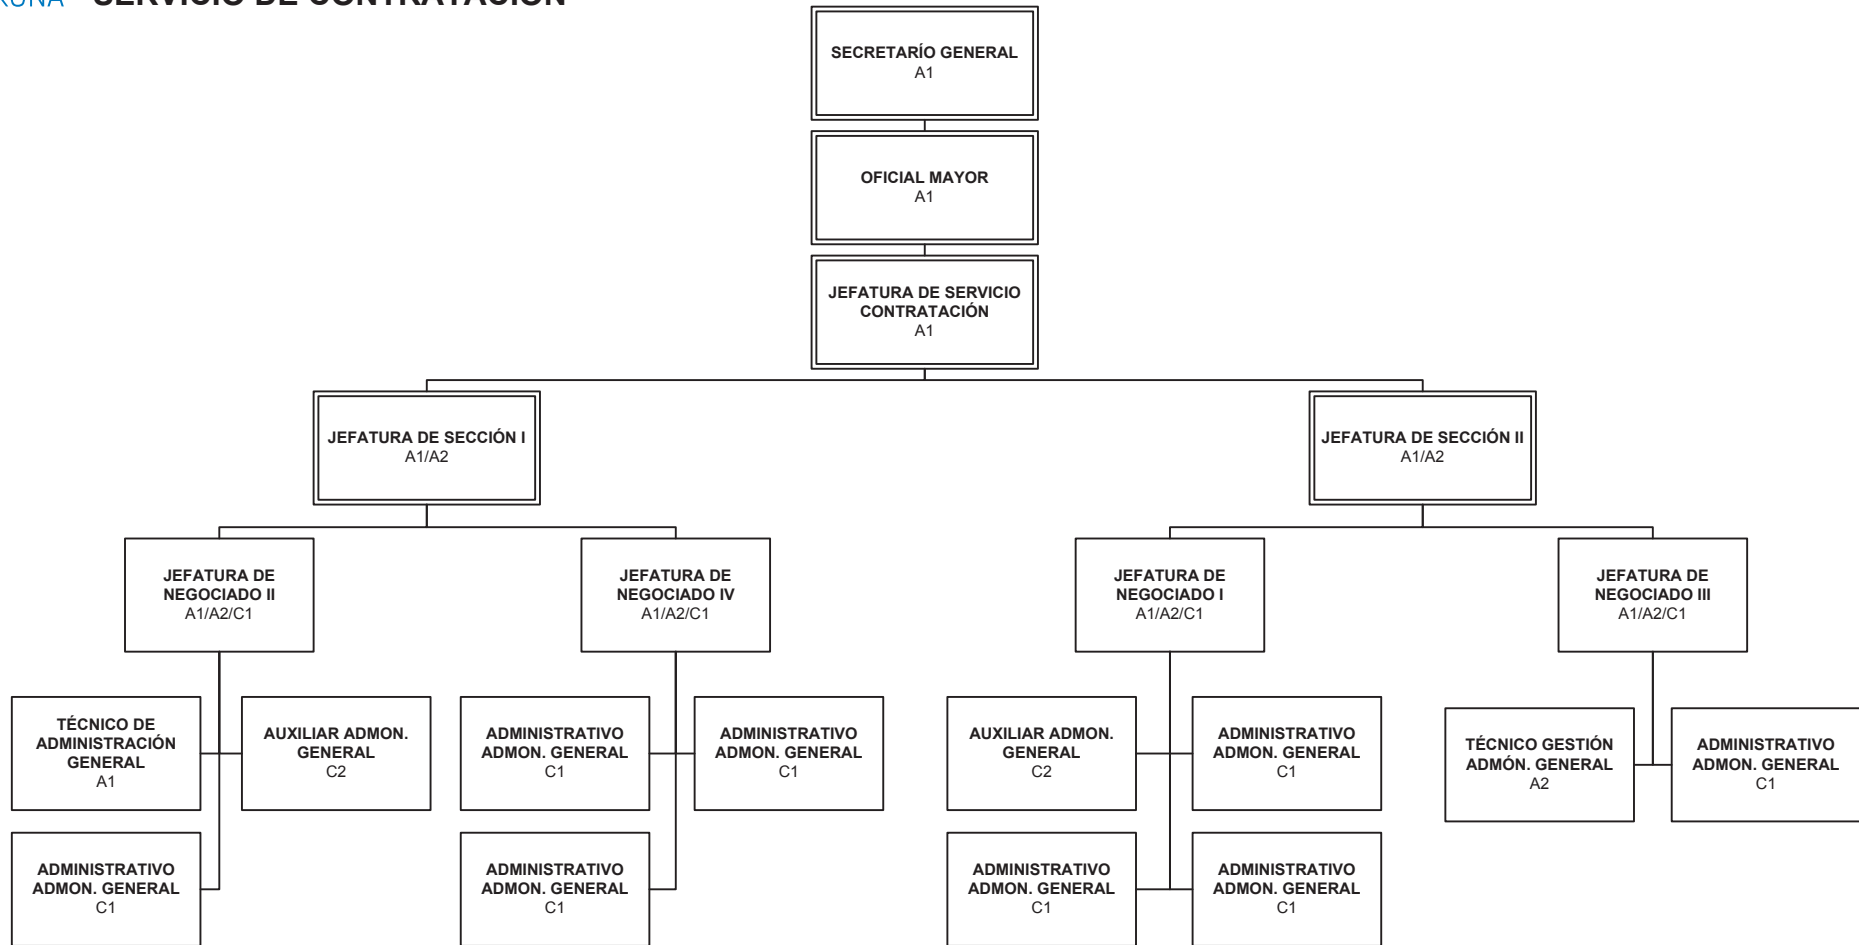 SERVICIO DE CONTRATACIÓN
SECRETARÍO GENERAL
A1
OFICIAL MAYOR
A1
JEFATURA DE SERVICIO
CONTRATACIÓN
A1
JEFATURA DE SECCIÓN I
A1/A2
JEFATURA DE SECCIÓN II
A1/A2
JEFATURA DE
NEGOCIADO II
A1/A2/C1
JEFATURA DE
NEGOCIADO IV
A1/A2/C1
JEFATURA DE
NEGOCIADO I
A1/A2/C1
JEFATURA DE
NEGOCIADO III
A1/A2/C1
TÉCNICO DE
ADMINISTRACIÓN
GENERAL
A1
AUXILIAR ADMON.
GENERAL
C2
ADMINISTRATIVO
ADMON. GENERAL
C1
ADMINISTRATIVO
ADMON. GENERAL
C1
AUXILIAR ADMON.
GENERAL
C2
ADMINISTRATIVO
ADMON. GENERAL
C1
TÉCNICO GESTIÓN
ADMÓN. GENERAL
A2
ADMINISTRATIVO
ADMON. GENERAL
C1
ADMINISTRATIVO
ADMON. GENERAL
C1
ADMINISTRATIVO
ADMON. GENERAL
C1
ADMINISTRATIVO
ADMON. GENERAL
C1
ADMINISTRATIVO
ADMON. GENERAL
C1